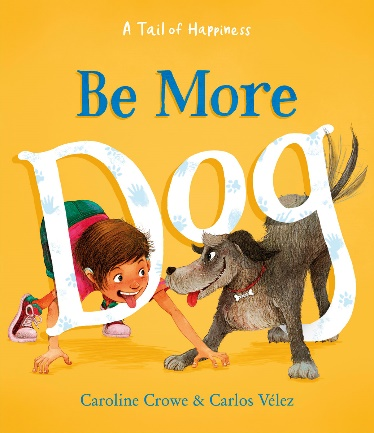 A Tail of Happiness
Be More
Dog
Caroline Crowe & Carlos Vélez